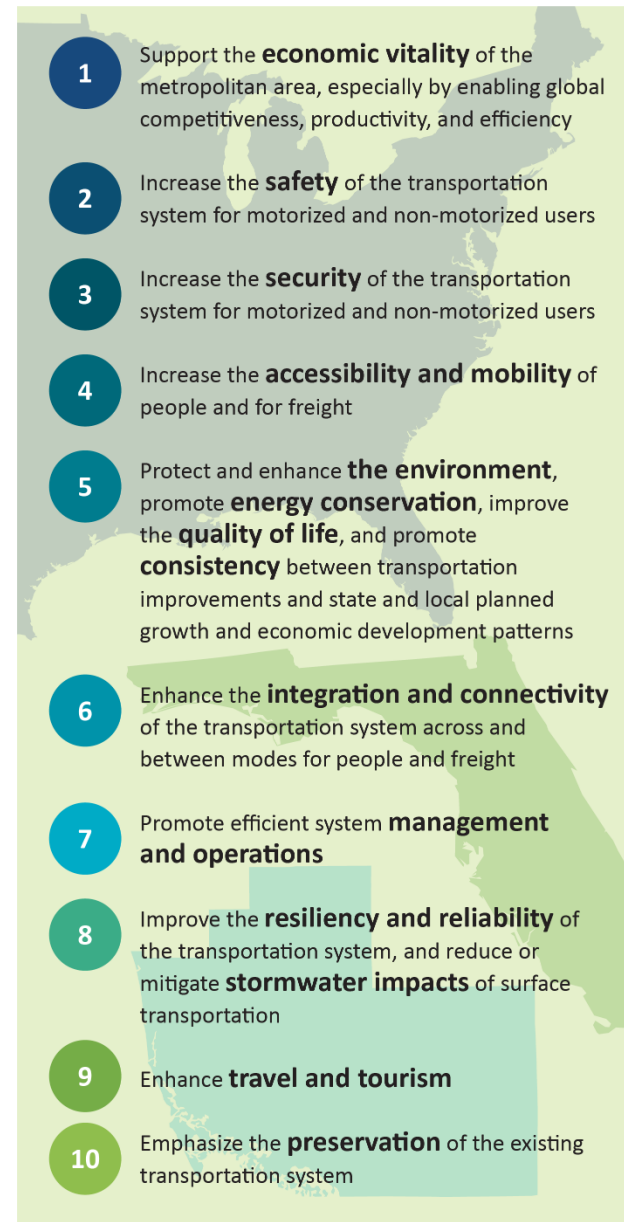 1
Support the economic vitality of the
metropolitan area, especially by enabling global
competitiveness, productivity, and efficiency
2
Increase the safety of the transportation
system for motorized and non-motorized users
3
Increase the security of the transportation
system for motorized and non-motorized users
4
Increase the accessibility and mobility of
people and for freight
5
Protect and enhance the environment,
promote energy conservation, improve
the quality of life, and promote
consistency between transportation
improvements and state and local planned
growth and economic development patterns
6
Enhance the integration and connectivity
of the transportation system across and
between modes for people and freight
7
Promote efficient system management
and operations
8
Improve the resiliency and reliability of
the transportation system, and reduce or
mitigate stormwater impacts of surface
transportation
9
Enhance travel and tourism
10
Emphasize the preservation of the existing
transportation system